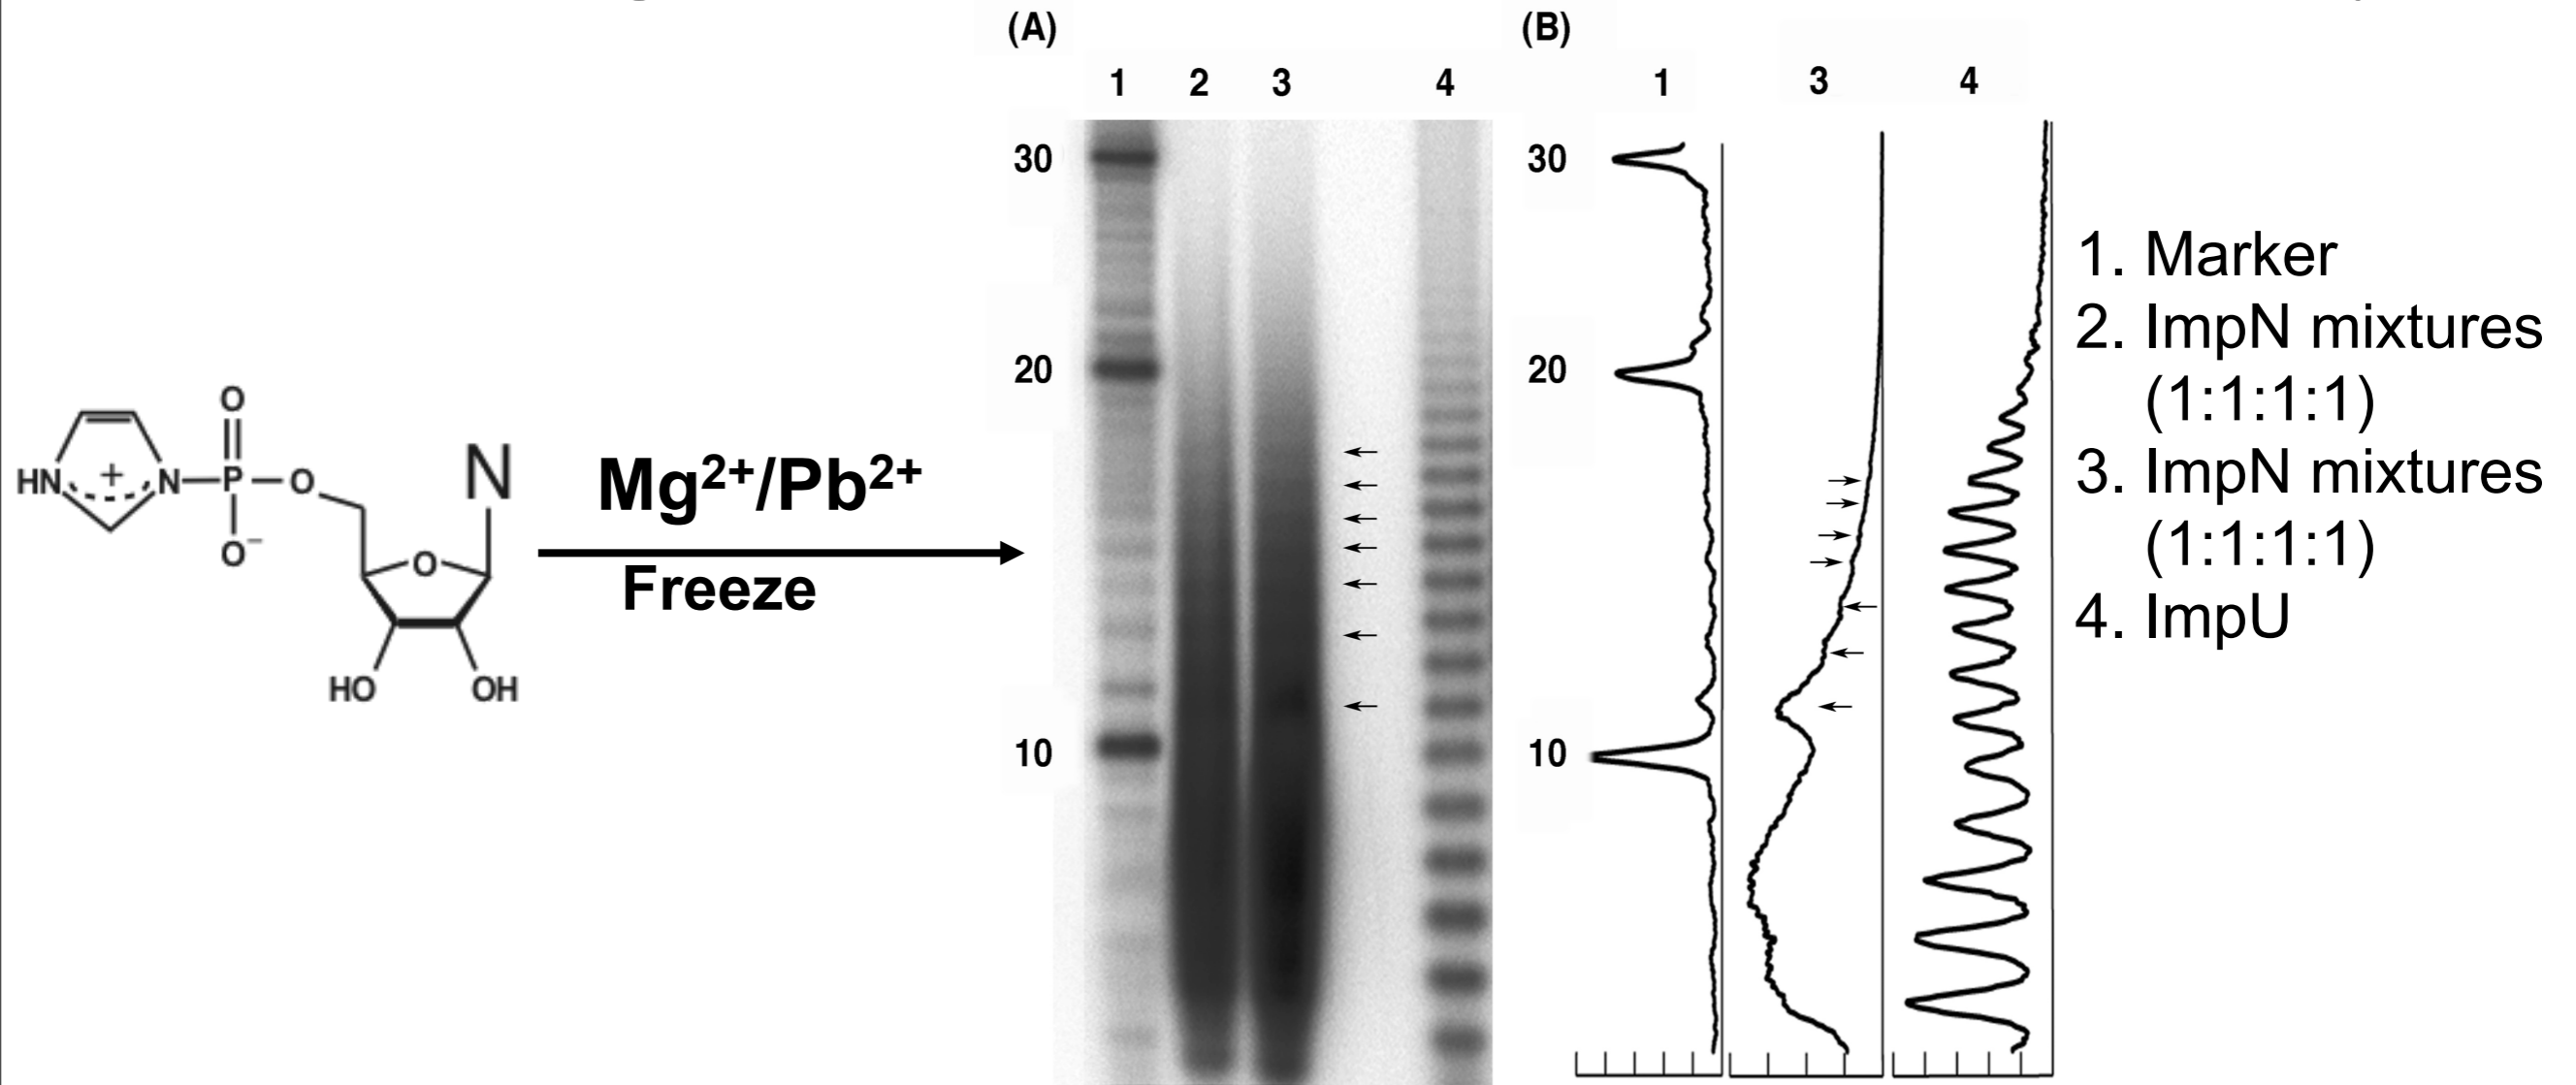 (A)
(B)
1 2 3 4
1 3 4
30
20
10
30
20
10
O
HN + N P O
O⁻
N
O
HO OH
Mg²⁺/Pb²⁺
Freeze
1. Marker
2. ImpN mixtures
(1:1:1:1)
3. ImpN mixtures
(1:1:1:1)
4. ImpU